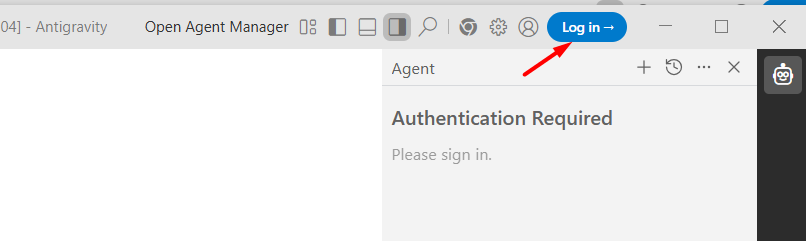 04] - Antigravity Open Agent Manager Log in →
Agent
Authentication Required
Please sign in.